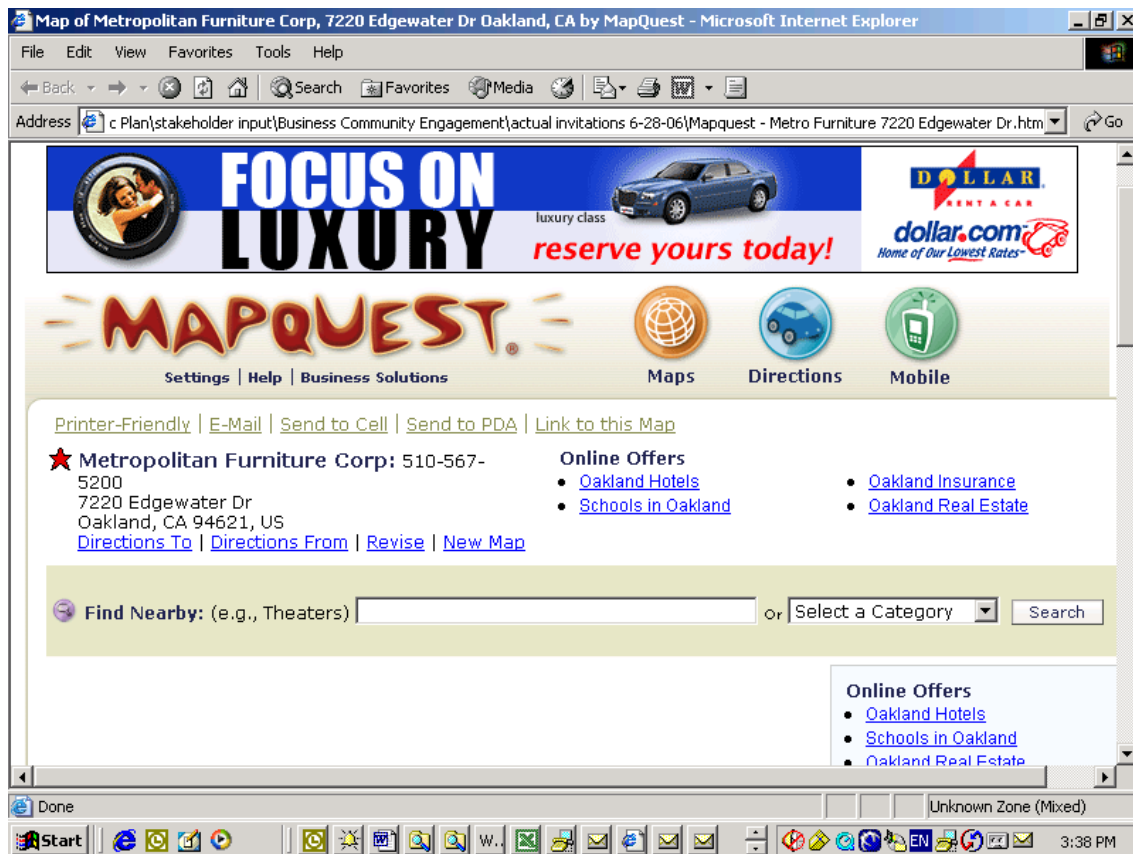 Map of Metropolitan Furniture Corp, 7220 Edgewater Dr Oakland, CA by MapQuest - Microsoft Internet Explorer
File Edit View Favorites Tools Help
Back Search Favorites Media
Address c Plan\stakeholder input\Business Community Engagement\actual invitations 6-28-06\Mapquest - Metro Furniture 7220 Edgewater Dr.htm Go
FOCUS ON
LUXURY
luxury class
reserve yours today!
DOLLAR
RENT A CAR
dollar.com
Home of Our Lowest Rates
MAPQUEST.
Settings | Help | Business Solutions
Maps Directions Mobile
Printer-Friendly | E-Mail | Send to Cell | Send to PDA | Link to this Map
Metropolitan Furniture Corp: 510-567-
5200
7220 Edgewater Dr
Oakland, CA 94621, US
Directions To | Directions From | Revise | New Map
Online Offers
• Oakland Hotels
• Schools in Oakland
• Oakland Insurance
• Oakland Real Estate
Find Nearby: (e.g., Theaters) or Select a Category Search
Online Offers
• Oakland Hotels
• Schools in Oakland
• Oakland Real Estate
Done Unknown Zone (Mixed)
Start W.. EN 3:38 PM